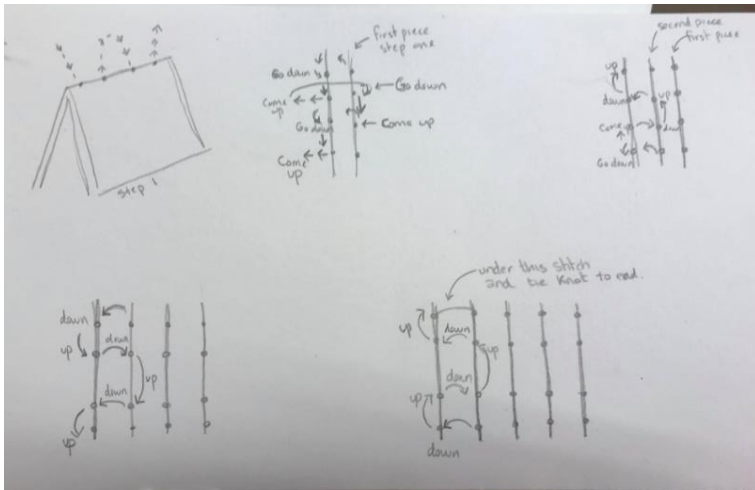 step 1
first piece
step one
Go down
Go down
Come
up
Go down
Come up
Come
up
second piece
first piece
up
down
up
Come
down
Go down
down
up
down
up
down
up
under this stitch
and tie knot to end.
up
down
up
down
up
down